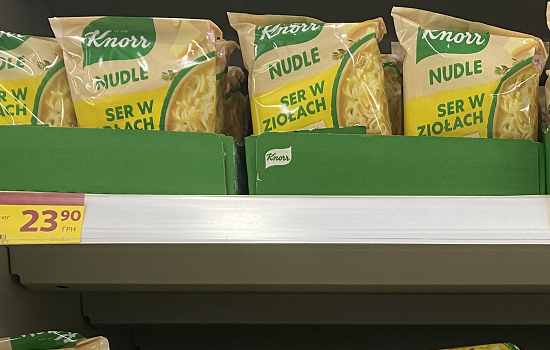 Knorr
NUDLE
SER W
ZIOŁACH
Knorr
NUDLE
SER W
ZIOŁACH
Knorr
NUDLE
SER W
ZIOŁACH
Knorr
23 90
ГРН